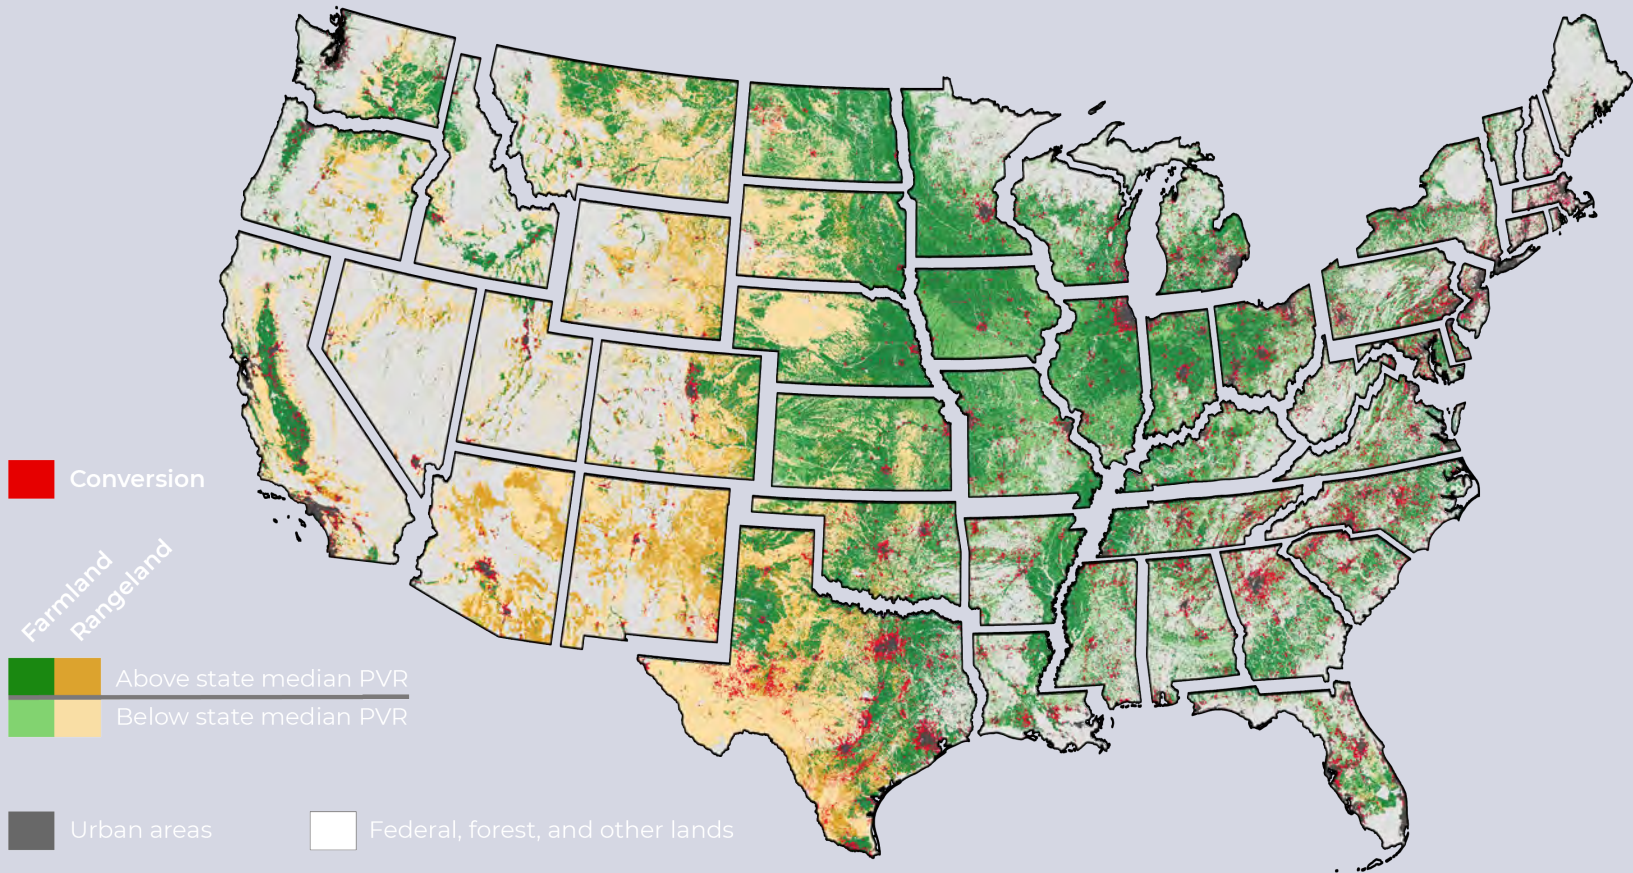 Conversion
Farmland
Rangeland
Above state median PVR
Below state median PVR
Urban areas
Federal, forest, and other lands